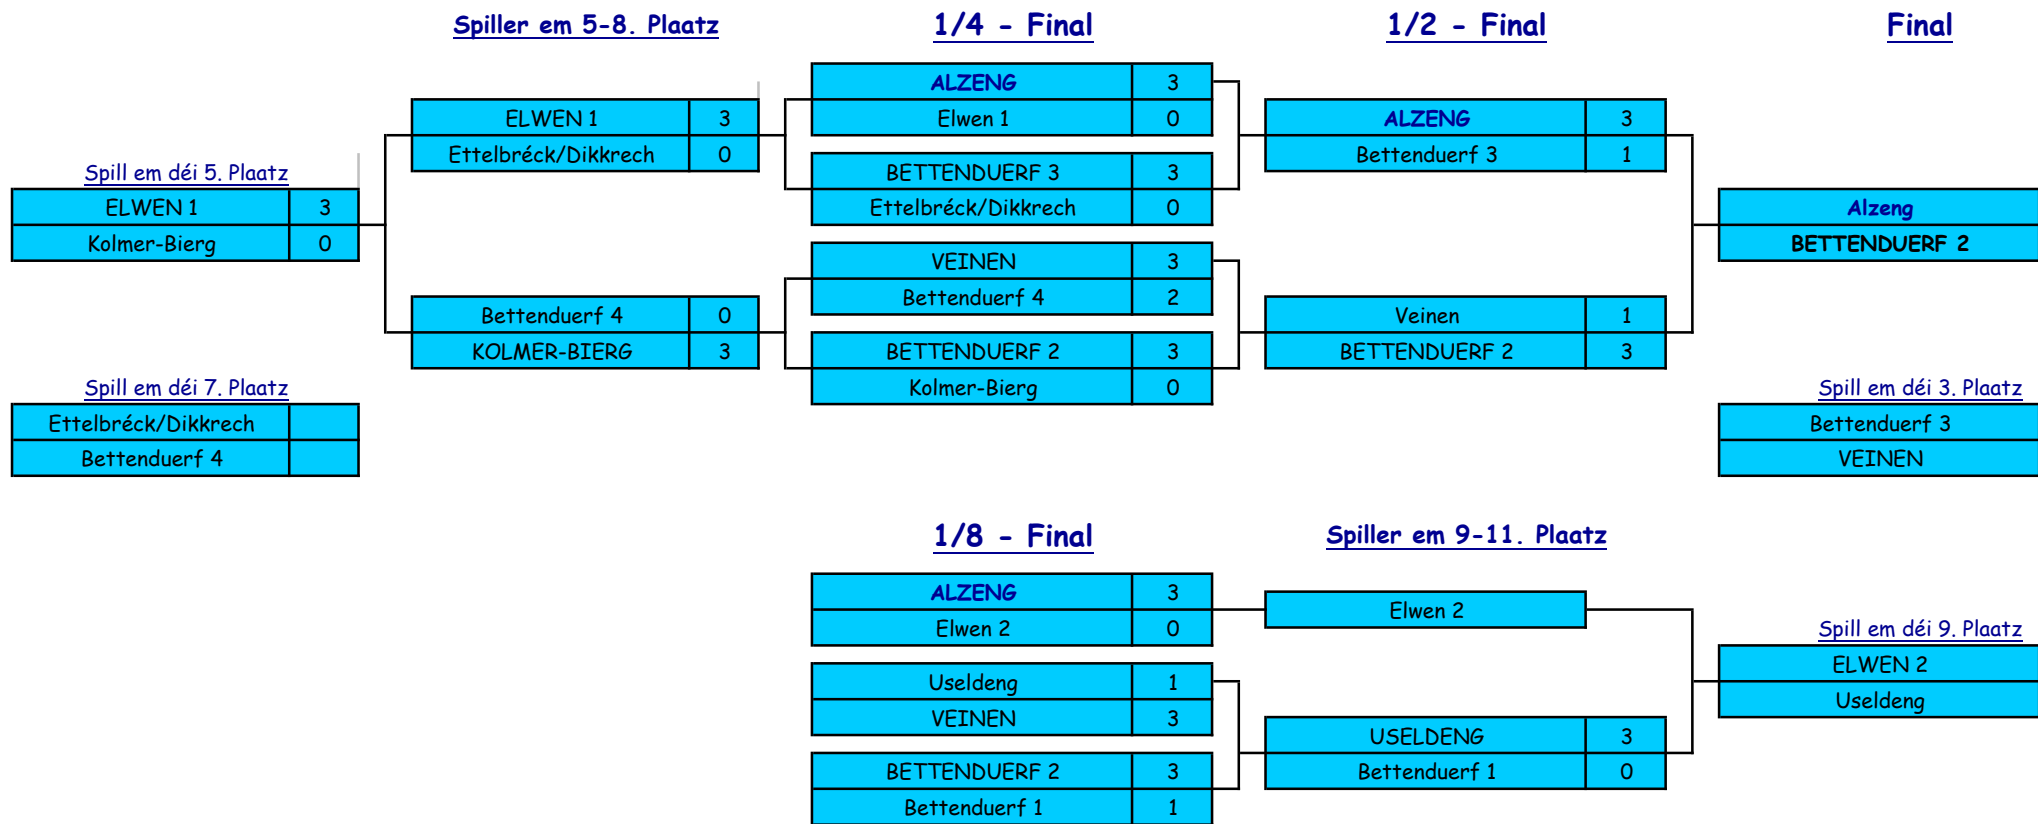 Spiller em 5-8. Plaatz
1/4 - Final
1/2 - Final
Final
ALZENG 3
Elwen 1 0
ELWEN 1 3
Ettelbréck/Dikkrech 0
ALZENG 3
Bettenduerf 3 1
Spill em déi 5. Plaatz
BETTENDUERF 3 3
Ettelbréck/Dikkrech 0
ELWEN 1 3
Kolmer-Bierg 0
Alzeng
BETTENDUERF 2
VEINEN 3
Bettenduerf 4 2
Bettenduerf 4 0
KOLMER-BIERG 3
Veinen 1
BETTENDUERF 2 3
BETTENDUERF 2 3
Kolmer-Bierg 0
Spill em déi 7. Plaatz
Spill em déi 3. Plaatz
Ettelbréck/Dikkrech
Bettenduerf 4
Bettenduerf 3
VEINEN
1/8 - Final
Spiller em 9-11. Plaatz
ALZENG 3
Elwen 2 0
Elwen 2
Spill em déi 9. Plaatz
ELWEN 2
Useldeng
Useldeng 1
VEINEN 3
USELDENG 3
Bettenduerf 1 0
BETTENDUERF 2 3
Bettenduerf 1 1